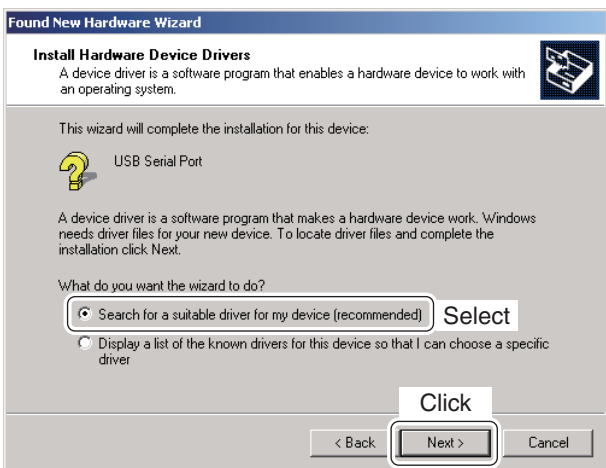 Found New Hardware Wizard
Install Hardware Device Drivers
A device driver is a software program that enables a hardware device to work with
an operating system.
This wizard will complete the installation for this device:
USB Serial Port
A device driver is a software program that makes a hardware device work. Windows
needs driver files for your new device. To locate driver files and complete the
installation click Next.
What do you want the wizard to do?
Search for a suitable driver for my device (recommended)
Select
Display a list of the known drivers for this device so that I can choose a specific
driver
Click
< Back
Next >
Cancel